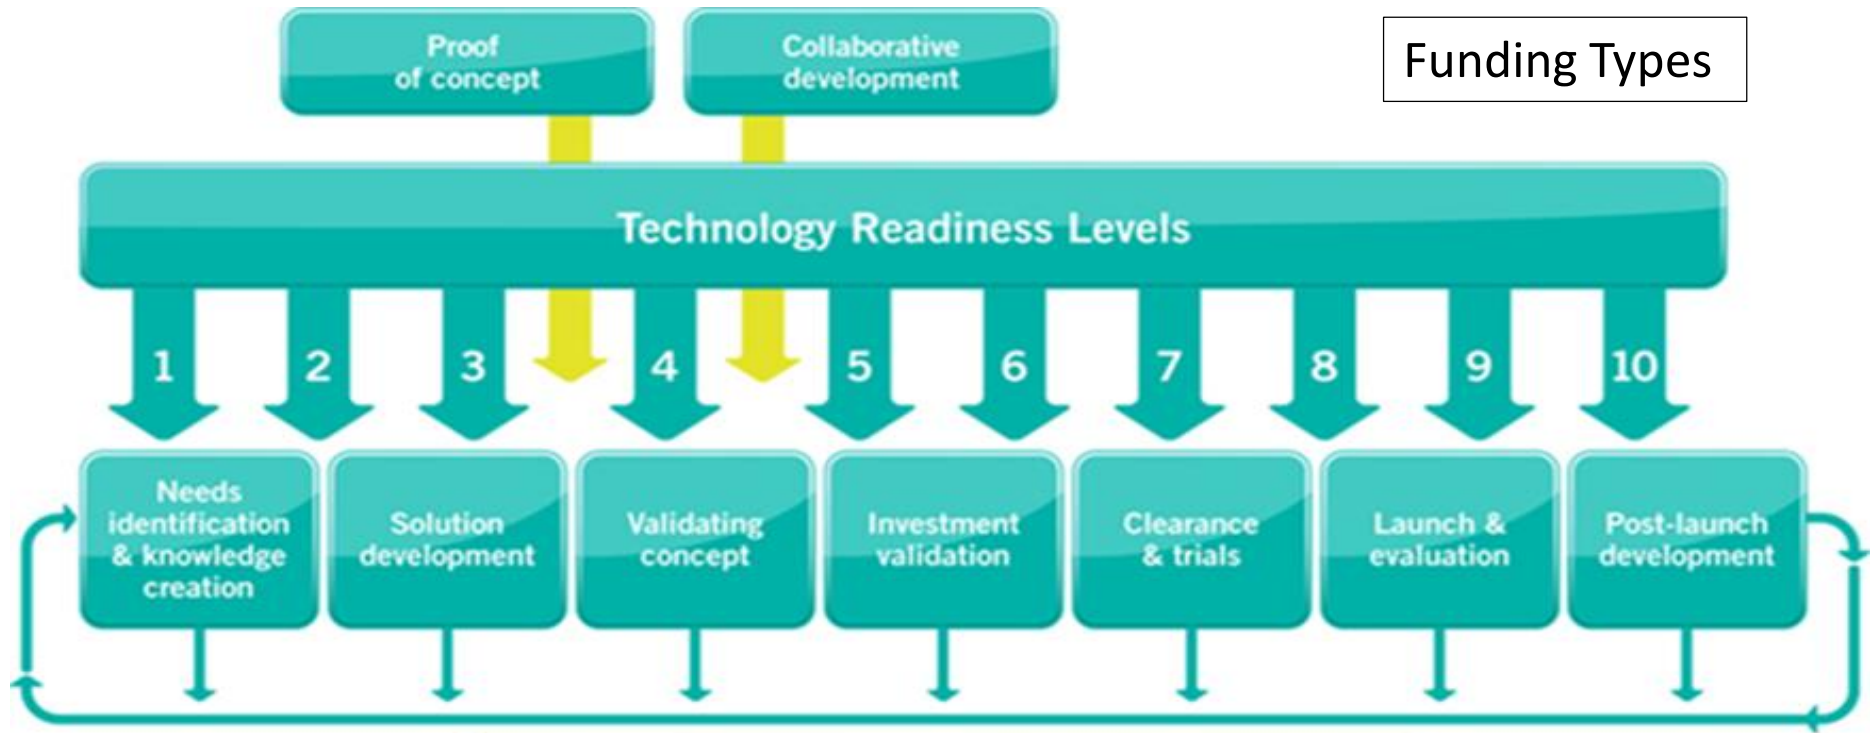 Proof
of concept
Collaborative
development
Funding Types
Technology Readiness Levels
1 2 3 4 5 6 7 8 9 10
Needs
identification
& knowledge
creation
Solution
development
Validating
concept
Investment
validation
Clearance
& trials
Launch &
evaluation
Post-launch
development